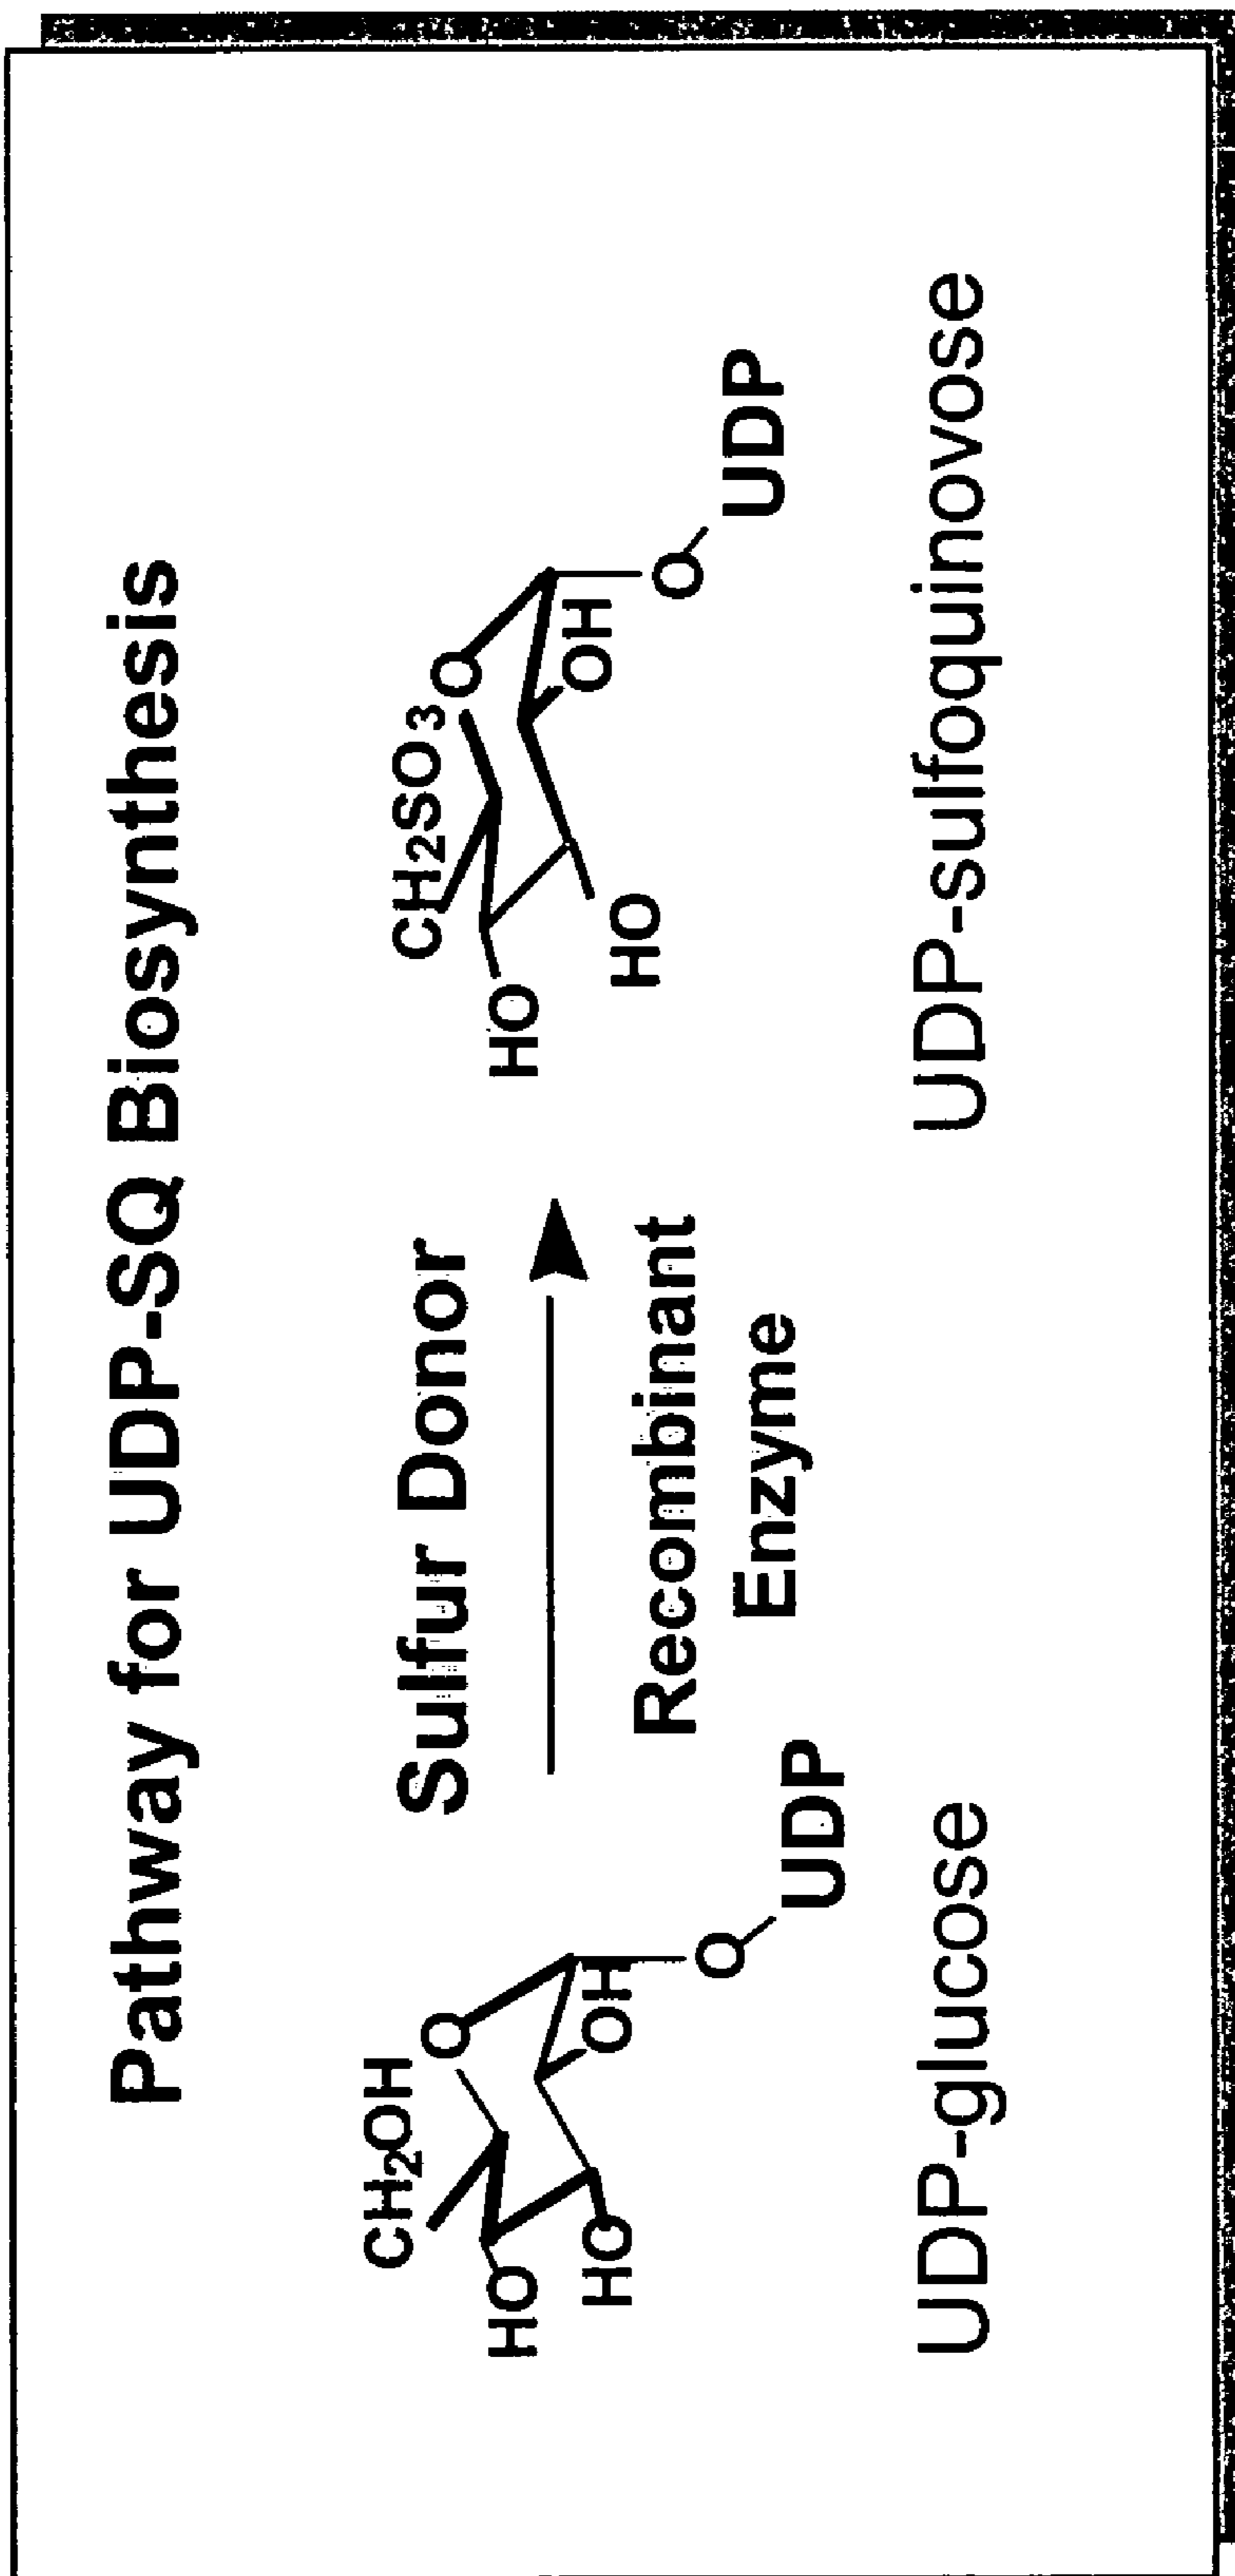 Pathway for UDP-SQ Biosynthesis
CH2OH
O
HO
HO
OH
O
UDP
UDP-glucose
Sulfur Donor
Recombinant
Enzyme
CH2SO3
O
HO
HO
OH
O
UDP
UDP-sulfoquinovose